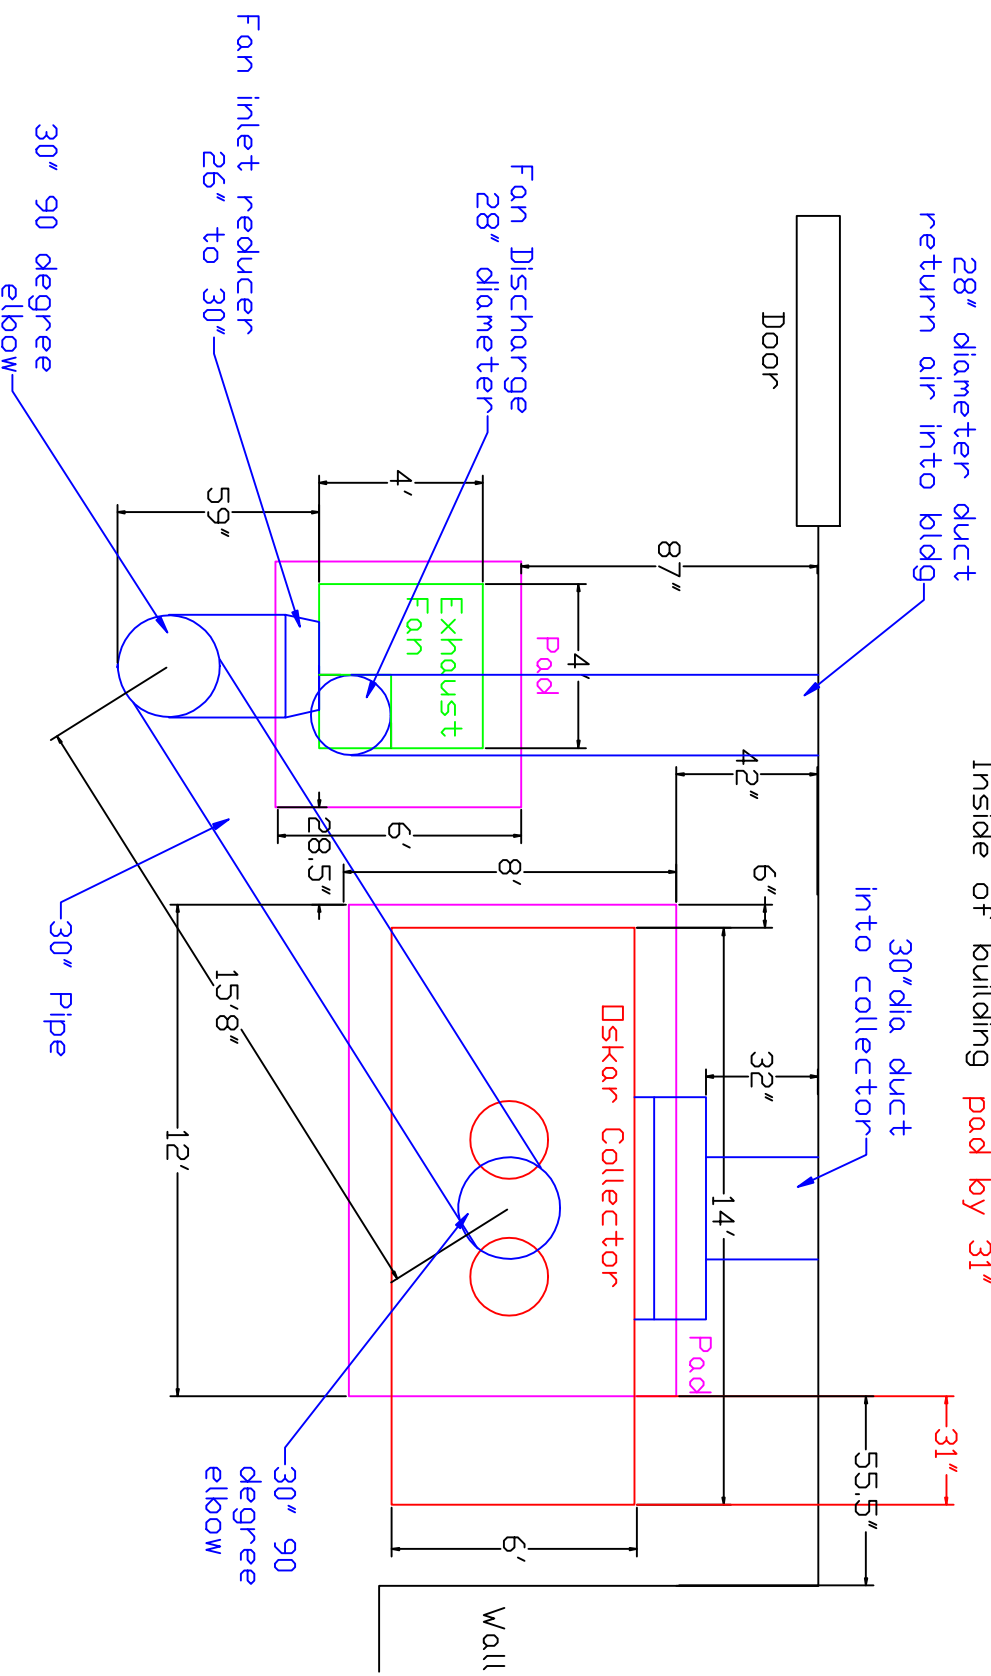 Inside of building
pad by 31"
28" diameter duct
return air into bldg
30"dia duct
into collector
Door
31"
55.5"
6"
32"
42"
87"
14'
Pad
Pad
Oskar Collector
Fan Discharge
28" diameter
4'
Exhaust
Fan
4'
8'
6'
6'
Wall
Fan inlet reducer
26" to 30"
59"
28.5"
15'8"
12'
30" 90 degree
elbow
30" Pipe
30" 90
degree
elbow